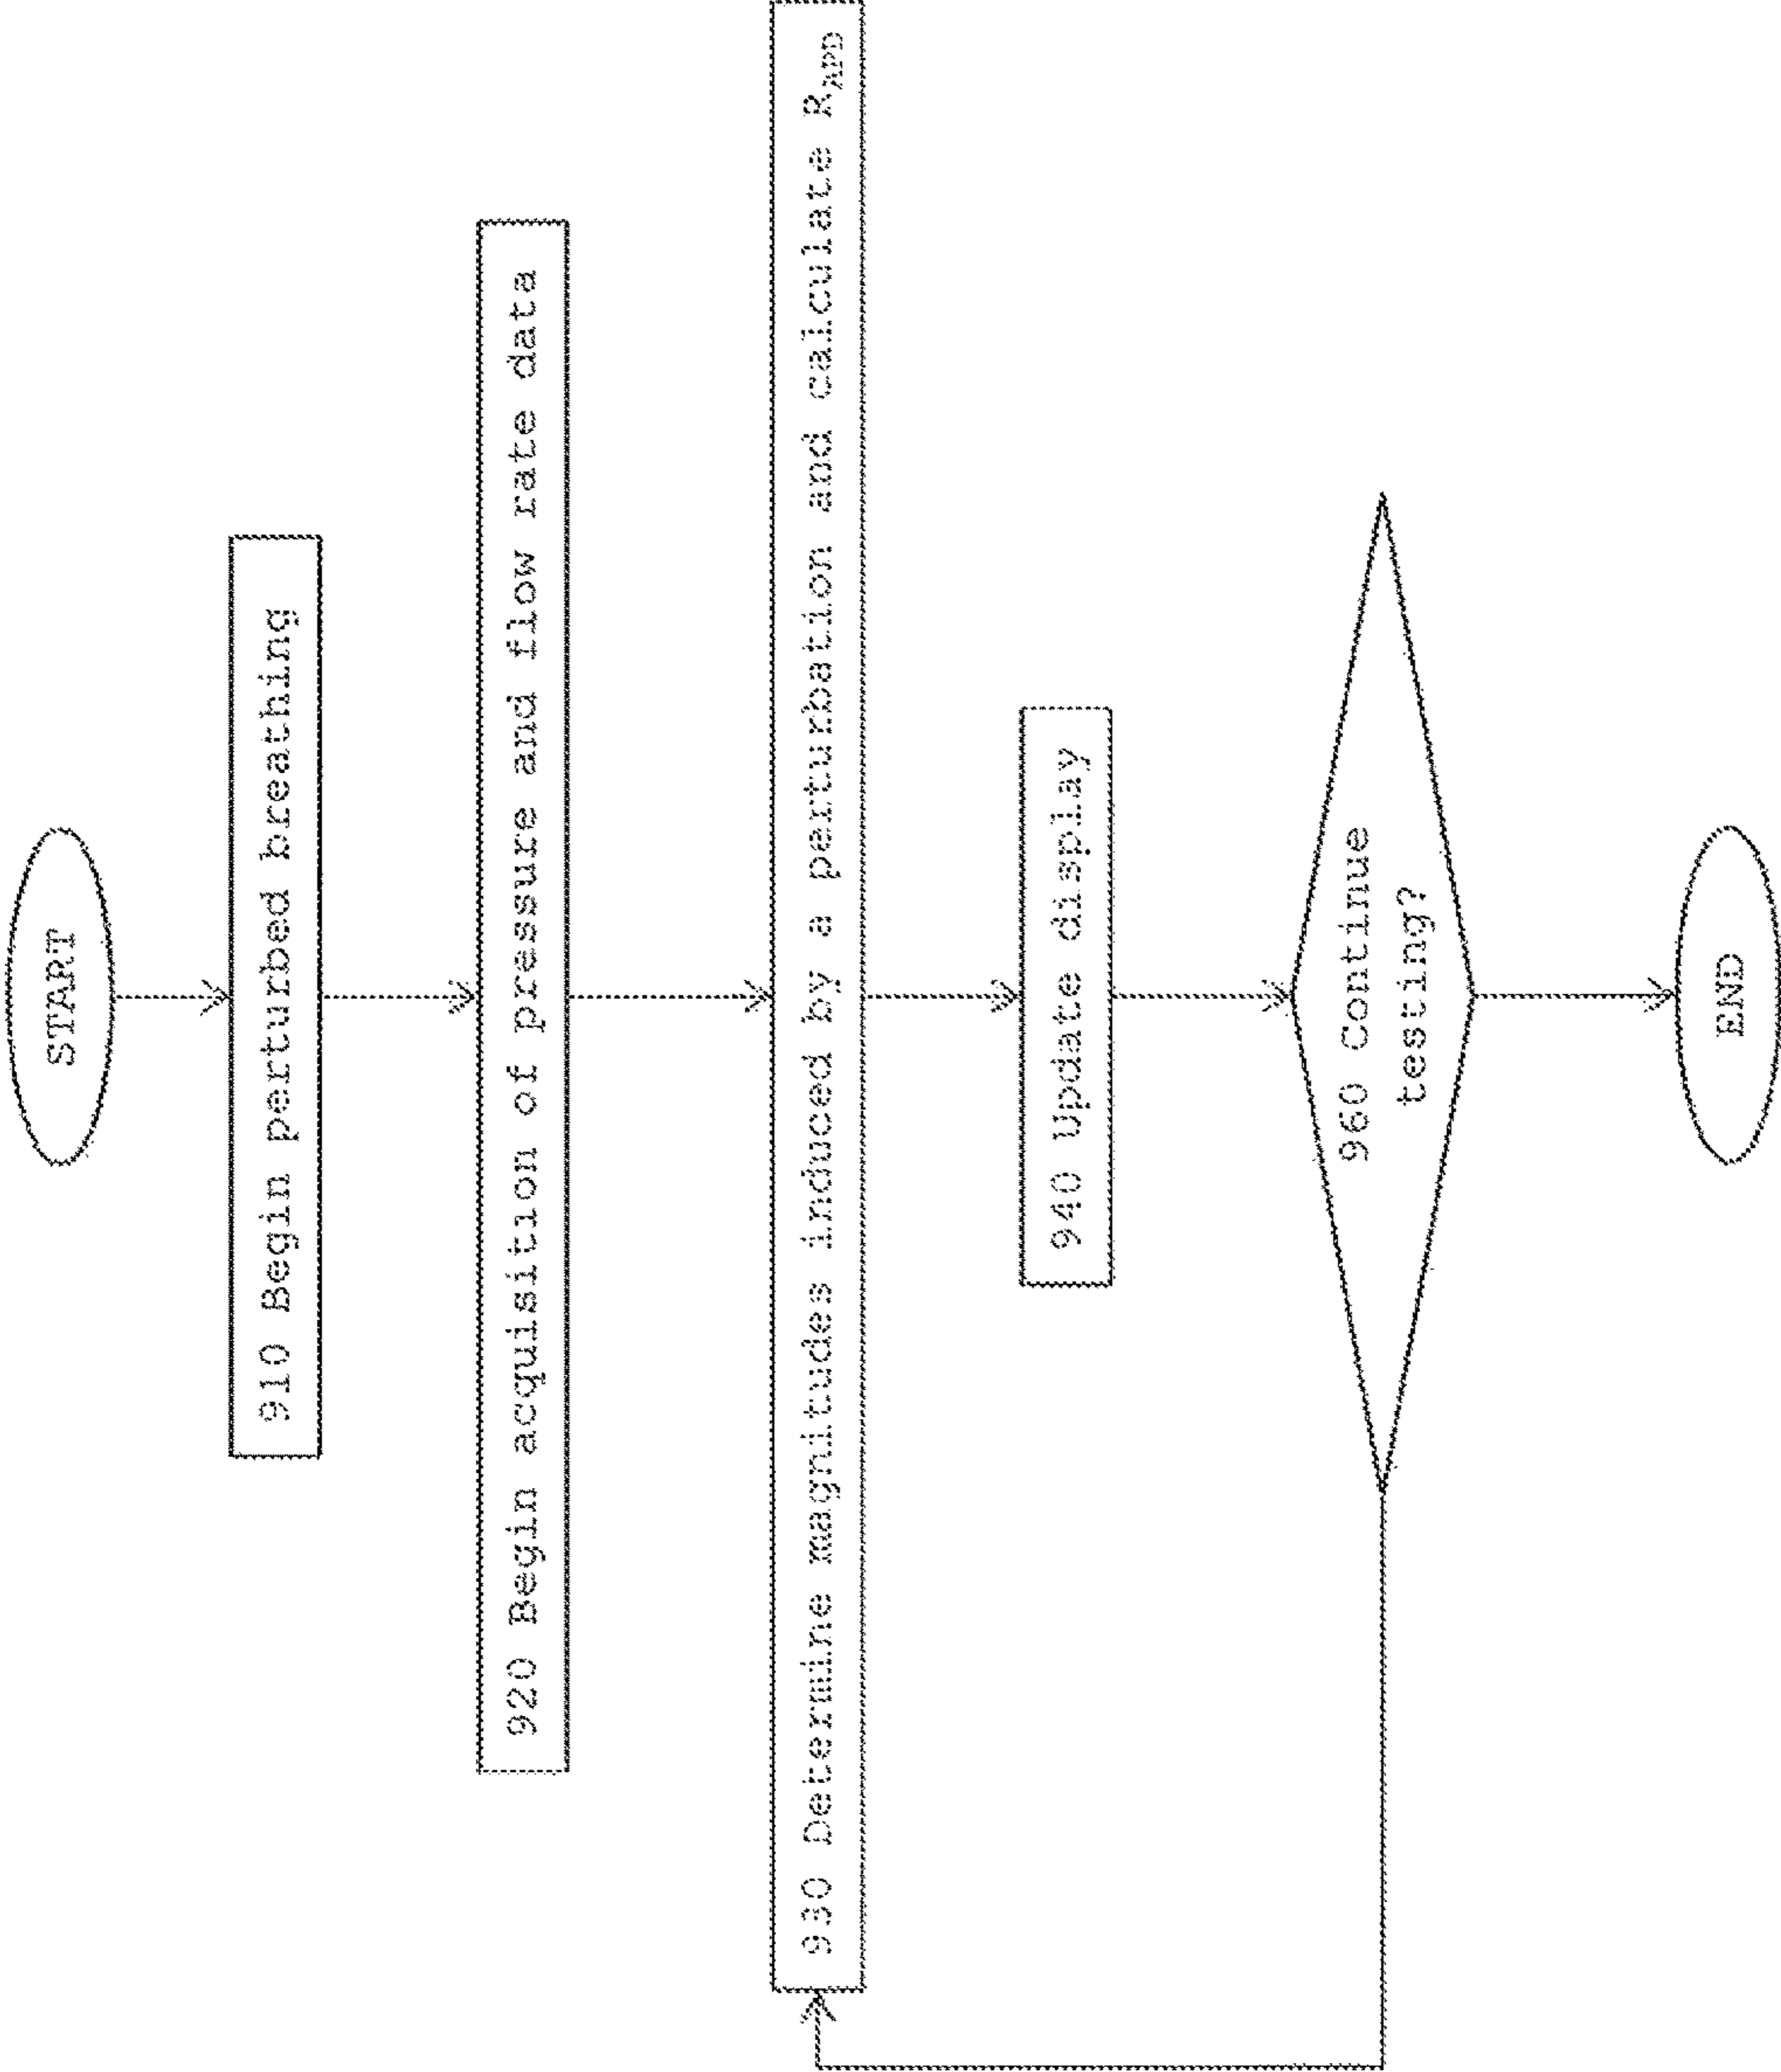 START
910 Begin perturbed breathing
920 Begin acquisition of pressure and flow rate data
930 Determine magnitudes induced by a perturbation and calculate R_APD
940 Update display
960 Continue
testing?
END